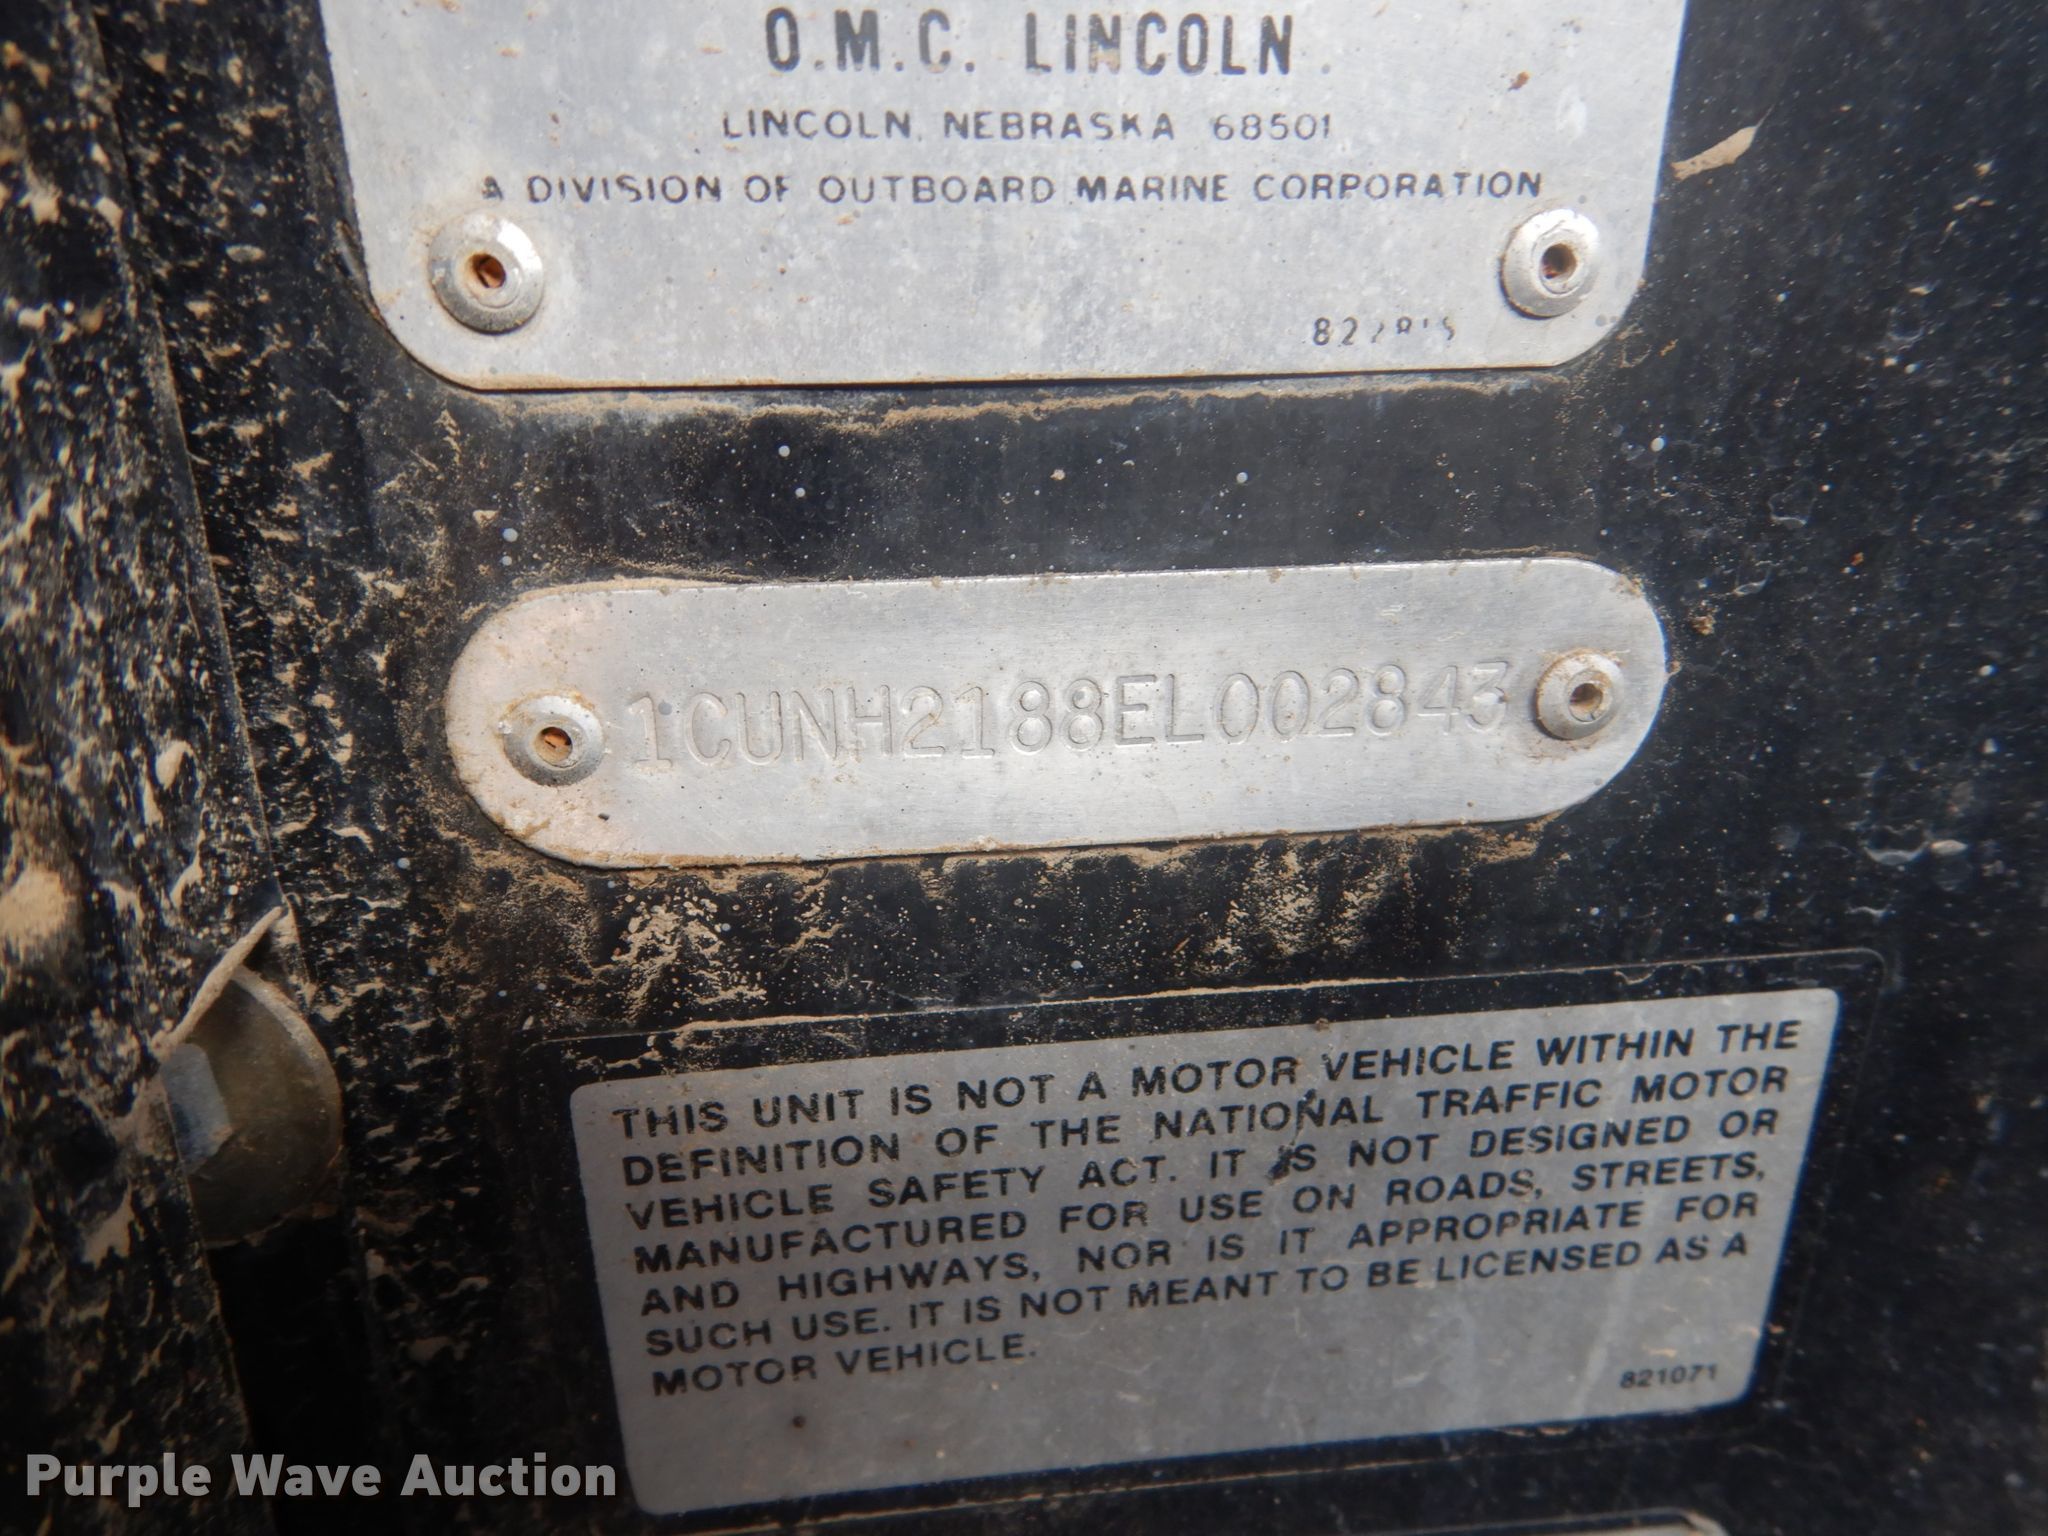 O.M.C. LINCOLN
LINCOLN, NEBRASKA 68501
A DIVISION OF OUTBOARD MARINE CORPORATION
1CUNH2188EL002843
THIS UNIT IS NOT A MOTOR VEHICLE WITHIN THE
DEFINITION OF THE NATIONAL TRAFFIC MOTOR
VEHICLE SAFETY ACT. IT IS NOT DESIGNED OR
MANUFACTURED FOR USE ON ROADS, STREETS,
AND HIGHWAYS, NOR IS IT APPROPRIATE FOR
SUCH USE. IT IS NOT MEANT TO BE LICENSED AS A
MOTOR VEHICLE.
821071
Purple Wave Auction